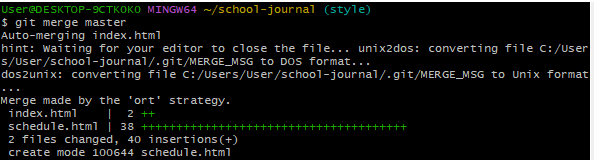 User@DESKTOP-9CTKOKO MINGW64 ~/school-journal (style)
$ git merge master
Auto-merging index.html
hint: Waiting for your editor to close the file... unix2dos: converting file C:/User
s/User/school-journal/.git/MERGE_MSG to DOS format...
dos2unix: converting file C:/Users/User/school-journal/.git/MERGE_MSG to Unix format
...
Merge made by the 'ort' strategy.
 index.html    |  2 ++
 schedule.html | 38 ++++++++++++++++++++++++++++++++++++++
 2 files changed, 40 insertions(+)
 create mode 100644 schedule.html